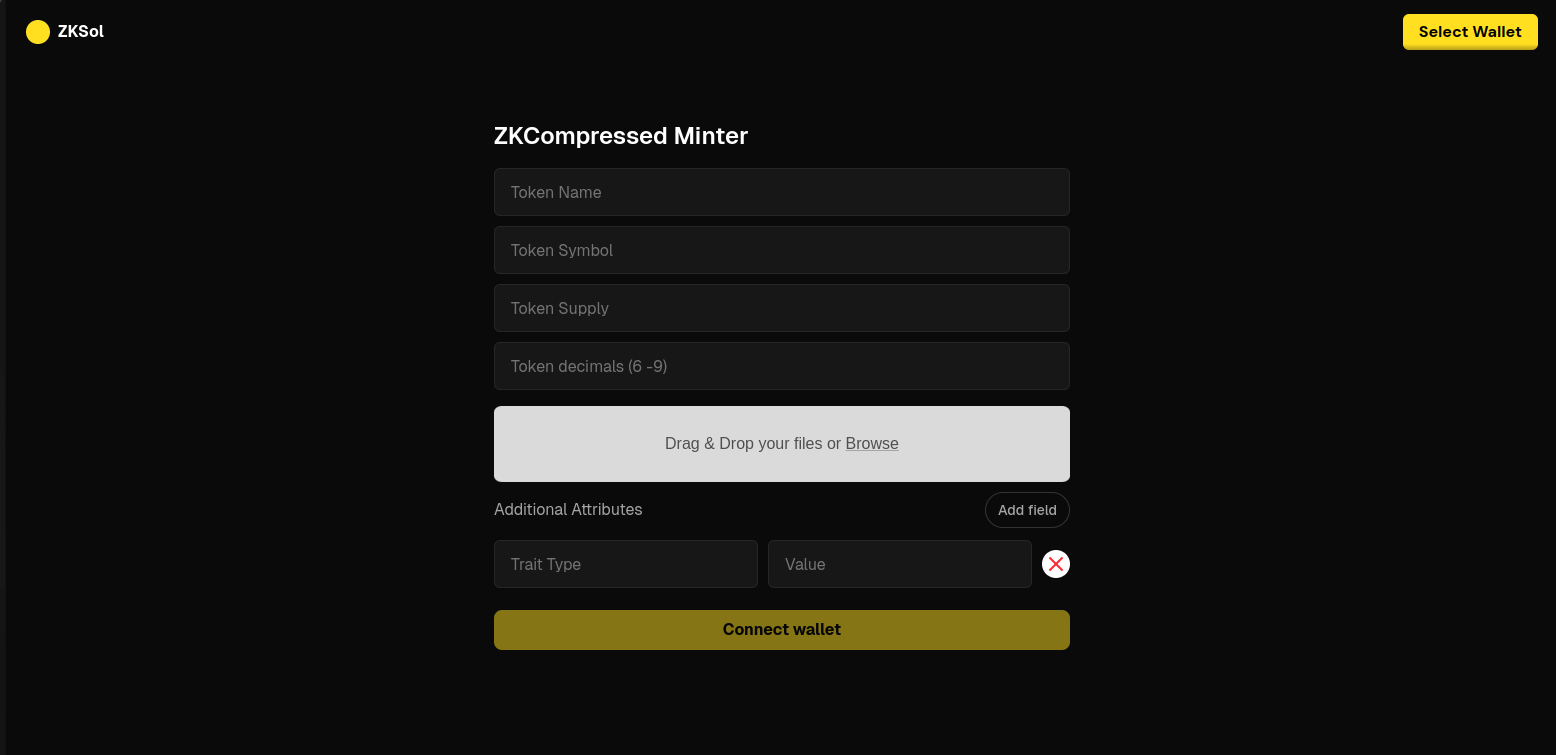 ZKSol
Select Wallet
ZKCompressed Minter
Token Name
Token Symbol
Token Supply
Token decimals (6 -9)
Drag & Drop your files or Browse
Additional Attributes
Add field
Trait Type
Value
Connect wallet